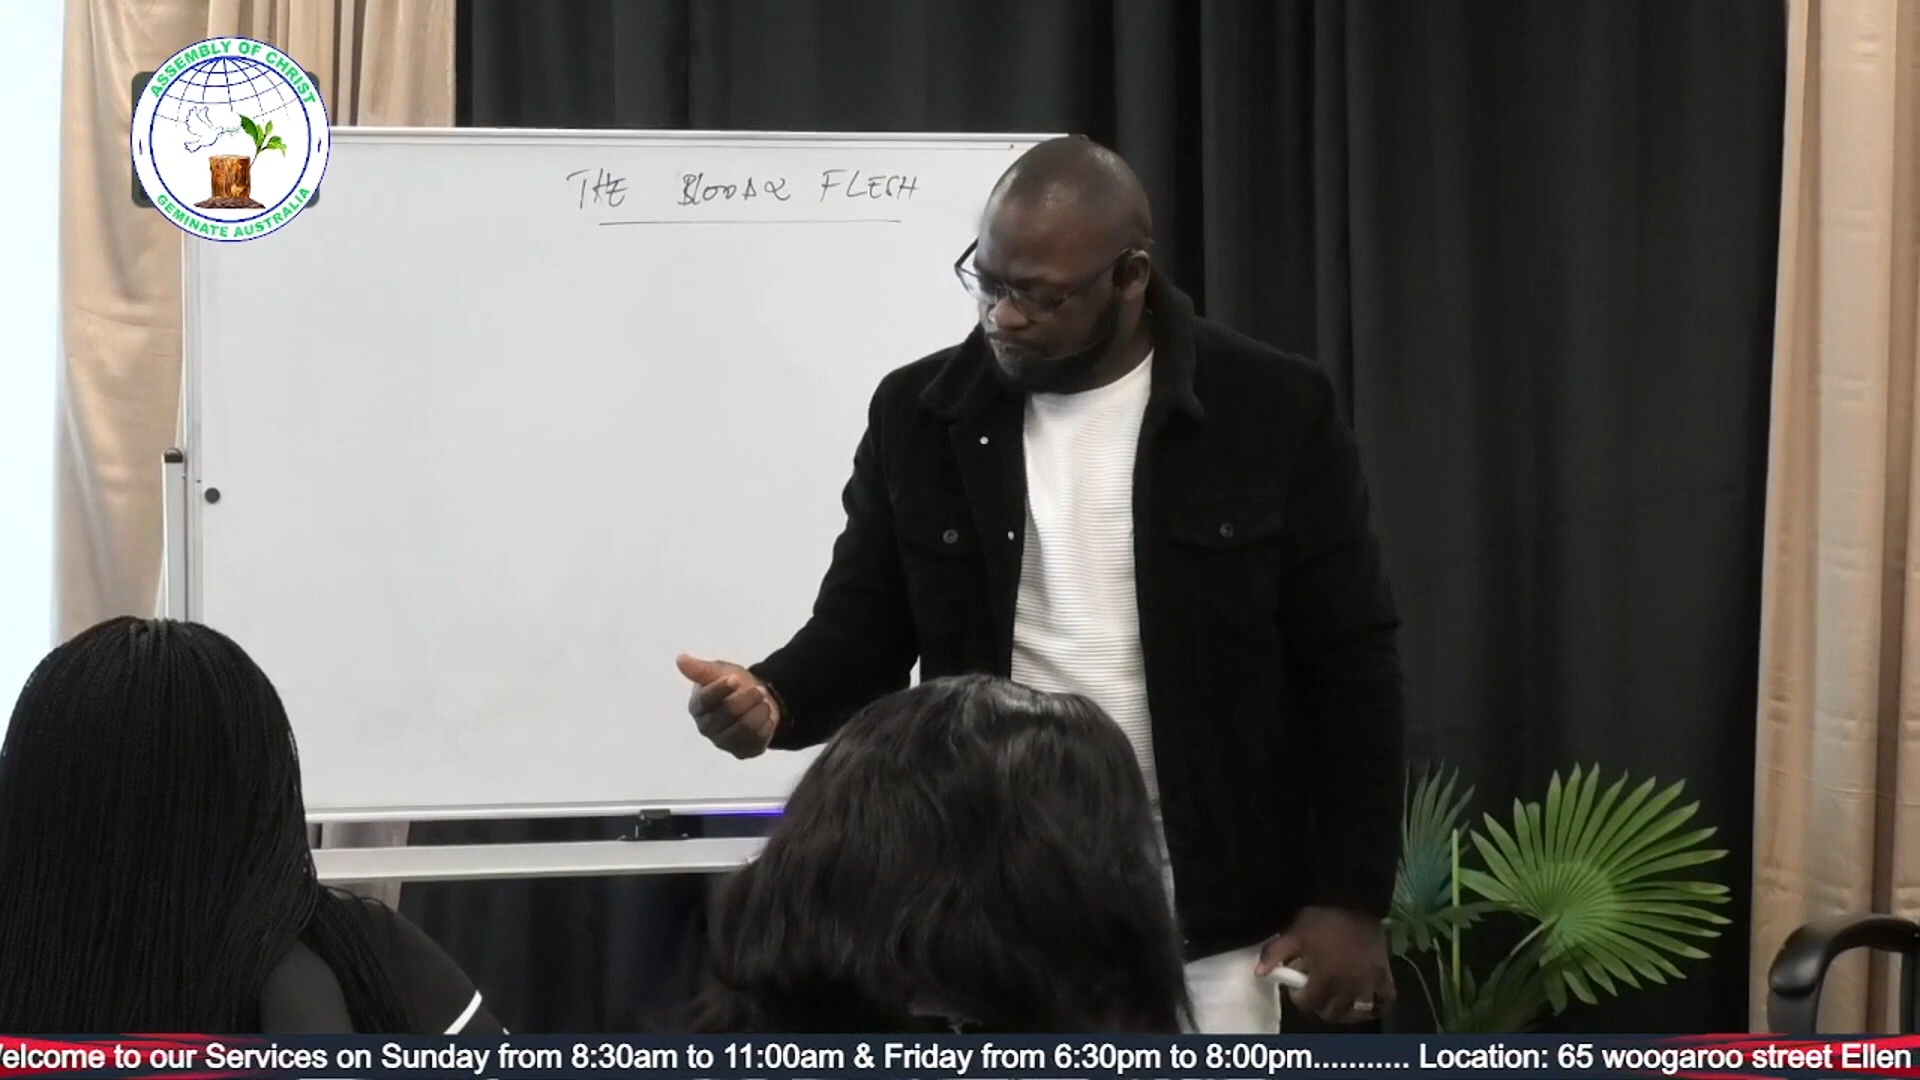 ASSEMBLY OF CHRIST
GEMINATE AUSTRALIA
THE BLOOD & FLESH
Welcome to our Services on Sunday from 8:30am to 11:00am & Friday from 6:30pm to 8:00pm........... Location: 65 woogaroo street Ellen